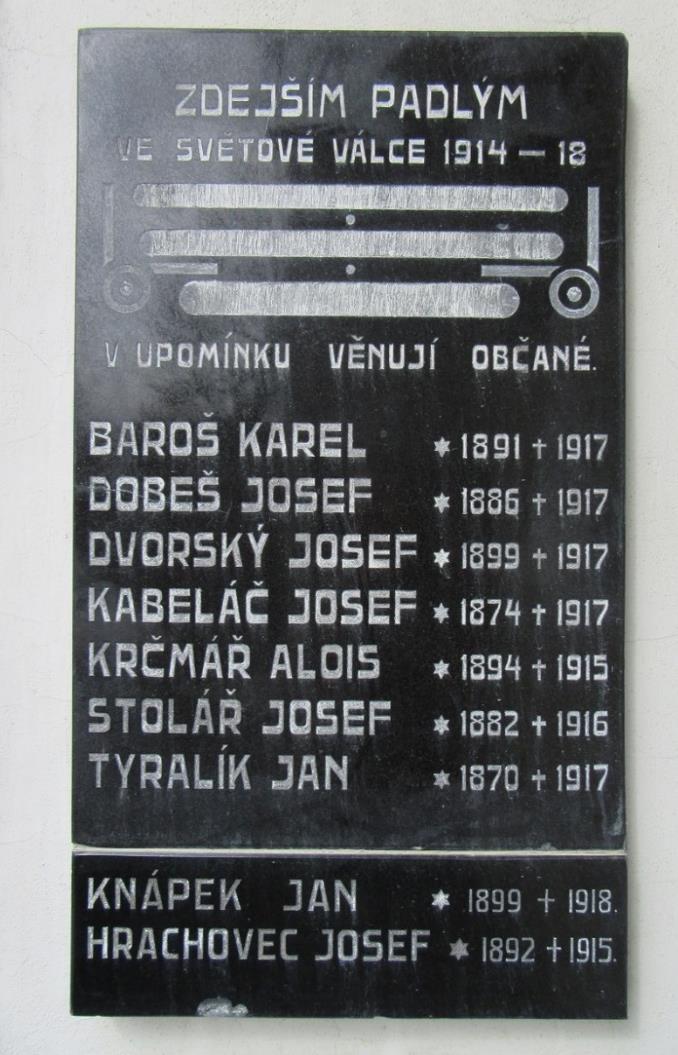 ZDEJŠÍM PADLÝM
VE SVĚTOVÉ VÁLCE 1914 — 18
V UPOMÍNKU VĚNUJÍ OBČANÉ.
BAROŠ KAREL * 1891 + 1917
DOBEŠ JOSEF * 1886 + 1917
DVORSKÝ JOSEF * 1899 + 1917
KABELÁČ JOSEF * 1874 + 1917
KRČMÁŘ ALOIS * 1894 + 1915
STOLÁŘ JOSEF * 1882 + 1916
TYRALÍK JAN * 1870 + 1917
KNÁPEK JAN * 1899 + 1918.
HRACHOVEC JOSEF * 1892 + 1915.